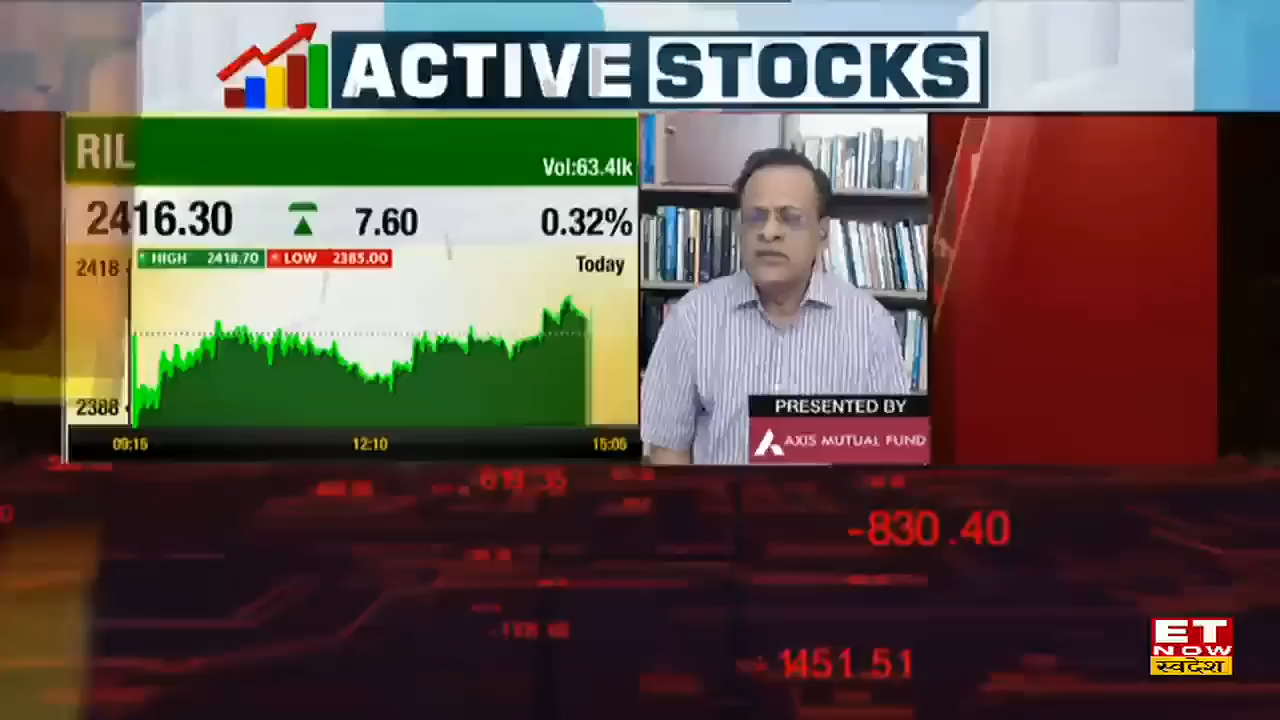 ACTIVE STOCKS
RIL
Vol:63.4lk
2416.30 7.60 0.32%
HIGH 2418.70 LOW 2385.00
Today
2418
2388
09:15 12:10 15:05
PRESENTED BY
AXIS MUTUAL FUND
-830.40
1451.51
ET
NOW
स्वदेश